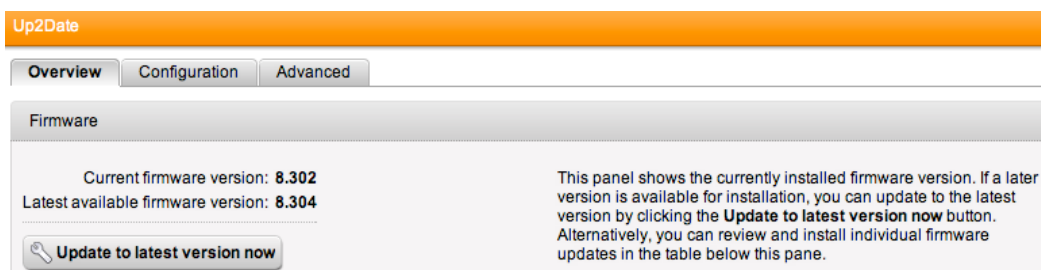 Up2Date
Overview Configuration Advanced
Firmware
Current firmware version: 8.302
Latest available firmware version: 8.304
Update to latest version now
This panel shows the currently installed firmware version. If a later
version is available for installation, you can update to the latest
version by clicking the Update to latest version now button.
Alternatively, you can review and install individual firmware
updates in the table below this pane.